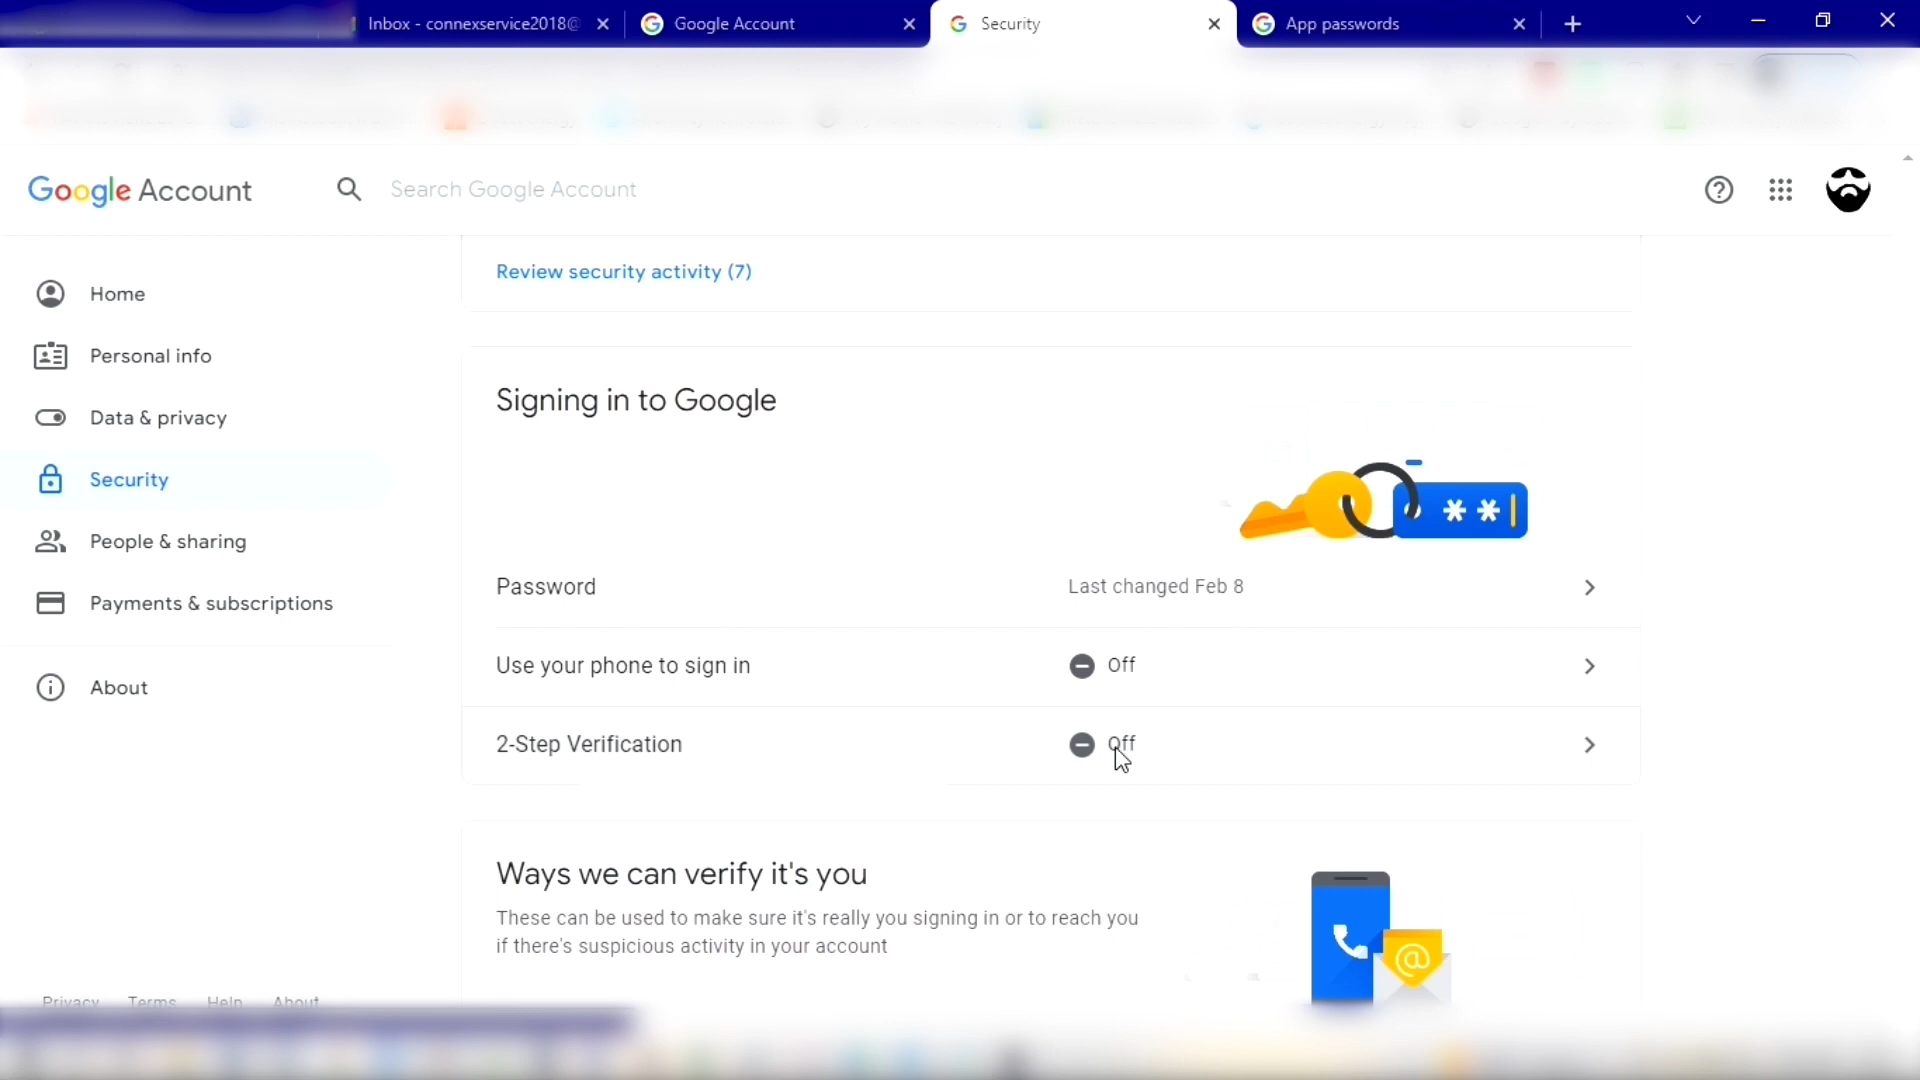 Inbox - connexservice2018@
Google Account
Security
App passwords
Google Account
Search Google Account
Review security activity (7)
Home
Personal info
Data & privacy
Security
People & sharing
Payments & subscriptions
About
Signing in to Google
**
Password
Last changed Feb 8
Use your phone to sign in
Off
2-Step Verification
Off
Ways we can verify it's you
These can be used to make sure it's really you signing in or to reach you
if there's suspicious activity in your account
@
Privacy Terms Help About